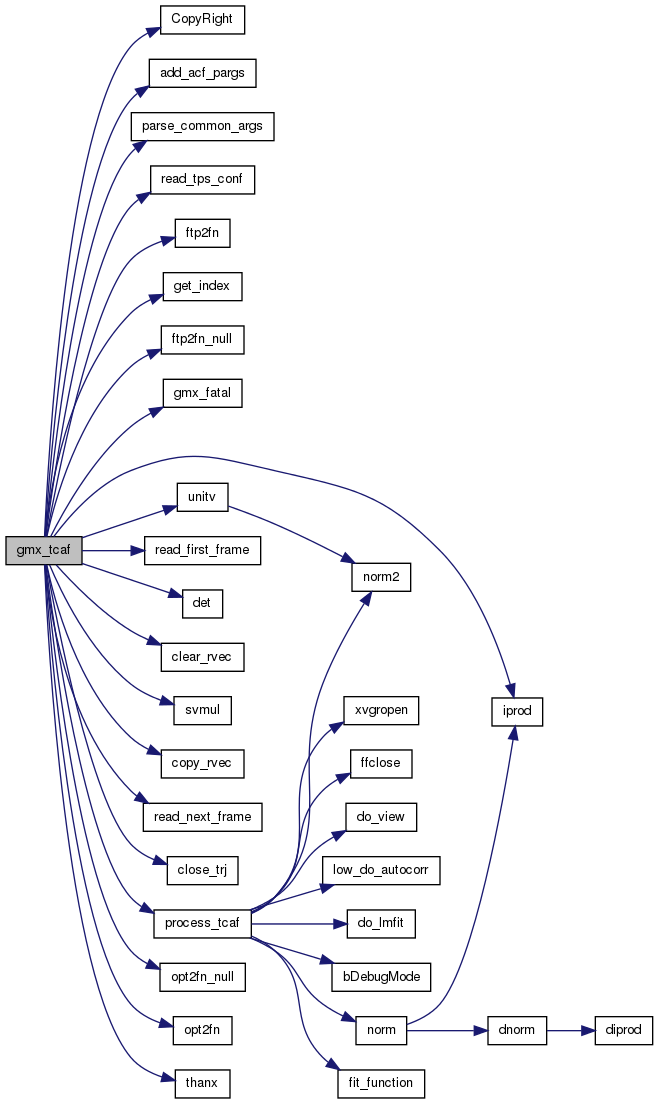 CopyRight
add_acf_pargs
parse_common_args
read_tps_conf
ftp2fn
get_index
ftp2fn_null
gmx_fatal
unitv
gmx_tcaf
read_first_frame
norm2
det
clear_rvec
svmul
xvgropen
iprod
copy_rvec
ffclose
read_next_frame
do_view
close_trj
low_do_autocorr
process_tcaf
do_lmfit
opt2fn_null
bDebugMode
opt2fn
norm
dnorm
diprod
thanx
fit_function